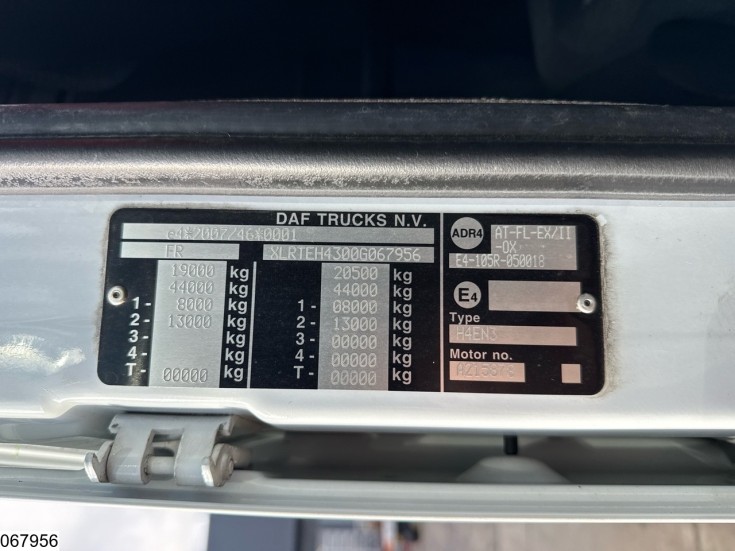 DAF TRUCKS N.V.
e4*2007/46*0001
FR XLRTEH4300G067956
19000 kg 20500 kg
44000 kg 44000 kg
1- 8000 kg 1- 08000 kg
2- 13000 kg 2- 13000 kg
3- kg 3- 00000 kg
4- kg 4- 00000 kg
T- 00000 kg T- 00000 kg
ADR4 AT-FL-EX/II
-OX
E4-105R-050018
E4
Type
H4EN3
Motor no.
067956